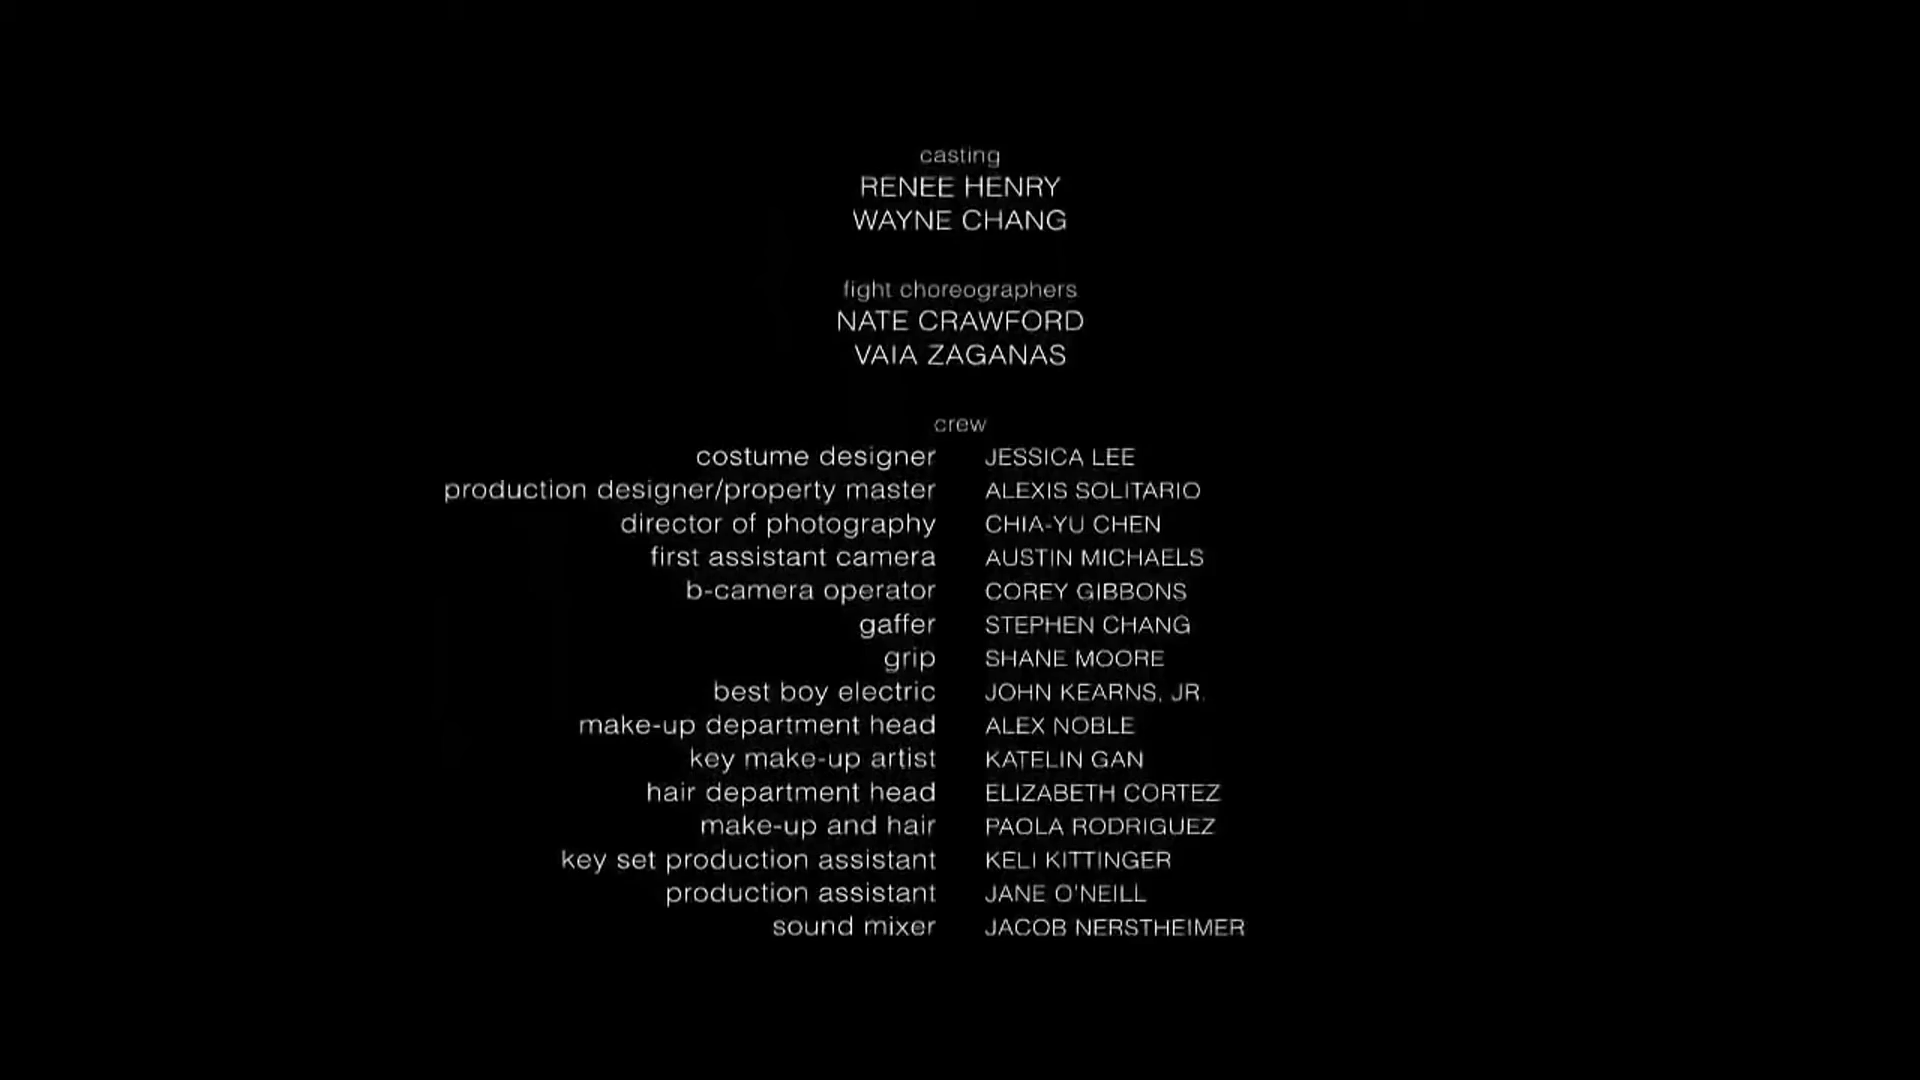 casting
RENEE HENRY
WAYNE CHANG
fight choreographers
NATE CRAWFORD
VAIA ZAGANAS
crew
costume designer JESSICA LEE
production designer/property master ALEXIS SOLITARIO
director of photography CHIA-YU CHEN
first assistant camera AUSTIN MICHAELS
b-camera operator COREY GIBBONS
gaffer STEPHEN CHANG
grip SHANE MOORE
best boy electric JOHN KEARNS, JR.
make-up department head ALEX NOBLE
key make-up artist KATELIN GAN
hair department head ELIZABETH CORTEZ
make-up and hair PAOLA RODRIGUEZ
key set production assistant KELI KITTINGER
production assistant JANE O'NEILL
sound mixer JACOB NERSTHEIMER